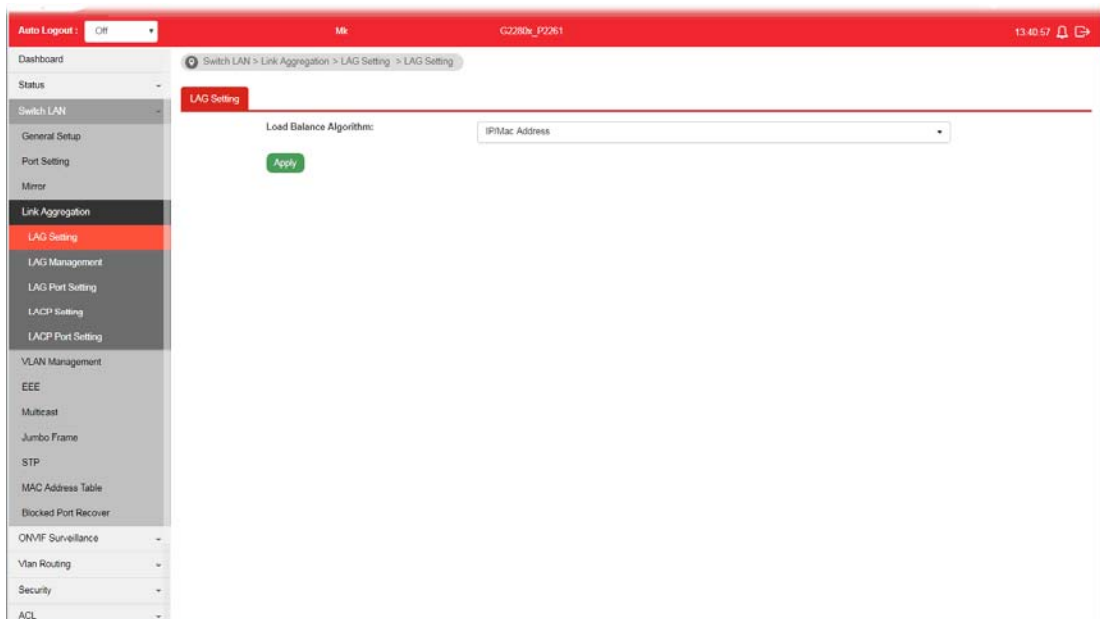 Auto Logout : Off Mk G2280x_P2261 13:40:57
Dashboard
Status
Switch LAN
General Setup
Port Setting
Mirror
Link Aggregation
LAG Setting
LAG Management
LAG Port Setting
LACP Setting
LACP Port Setting
VLAN Management
EEE
Multicast
Jumbo Frame
STP
MAC Address Table
Blocked Port Recover
ONVIF Surveillance
Vlan Routing
Security
ACL
Switch LAN > Link Aggregation > LAG Setting > LAG Setting
LAG Setting
Load Balance Algorithm: IP/Mac Address
Apply